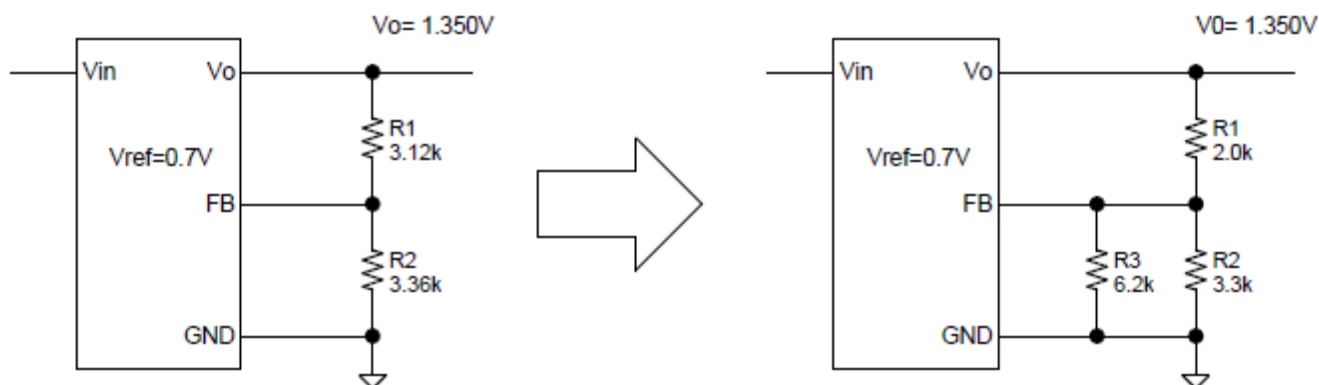 Vo= 1.350V
Vin
Vo
R1
3.12k
Vref=0.7V
FB
R2
3.36k
GND
V0= 1.350V
Vin
Vo
R1
2.0k
Vref=0.7V
FB
R3
6.2k
R2
3.3k
GND